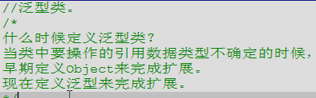 //泛型类。
/*
什么时候定义泛型类?
当类中要操作的引用数据类型不确定的时候,
早期定义Object来完成扩展。
现在定义泛型来完成扩展。